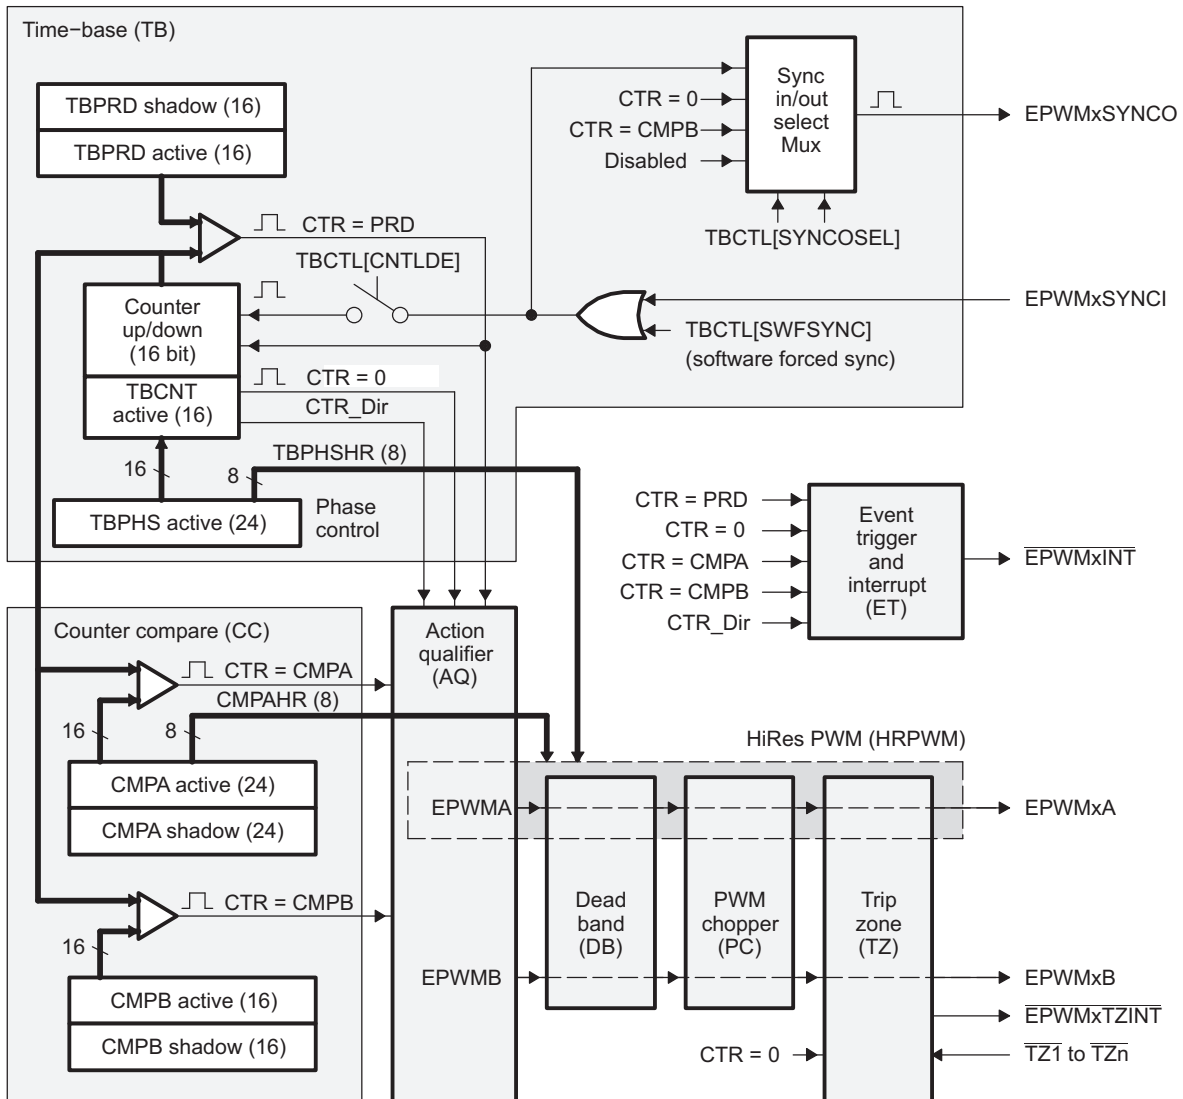 Time−base (TB)
TBPRD shadow (16)
TBPRD active (16)
CTR = PRD
TBCTL[CNTLDE]
Counter
up/down
(16 bit)
TBCNT
active (16)
CTR = 0
CTR_Dir
16
8
TBPHSHR (8)
TBPHS active (24)
Phase
control
Sync
in/out
select
Mux
CTR = 0
CTR = CMPB
Disabled
TBCTL[SYNCOSEL]
EPWMxSYNCO
EPWMxSYNCI
TBCTL[SWFSYNC]
(software forced sync)
CTR = PRD
CTR = 0
CTR = CMPA
CTR = CMPB
CTR_Dir
Event
trigger
and
interrupt
(ET)
EPWMxINT
Counter compare (CC)
CTR = CMPA
CMPAHR (8)
16
8
CMPA active (24)
CMPA shadow (24)
CTR = CMPB
16
CMPB active (16)
CMPB shadow (16)
Action
qualifier
(AQ)
HiRes PWM (HRPWM)
EPWMA
EPWMB
Dead
band
(DB)
PWM
chopper
(PC)
Trip
zone
(TZ)
CTR = 0
EPWMxA
EPWMxB
EPWMxTZINT
TZ1 to TZn